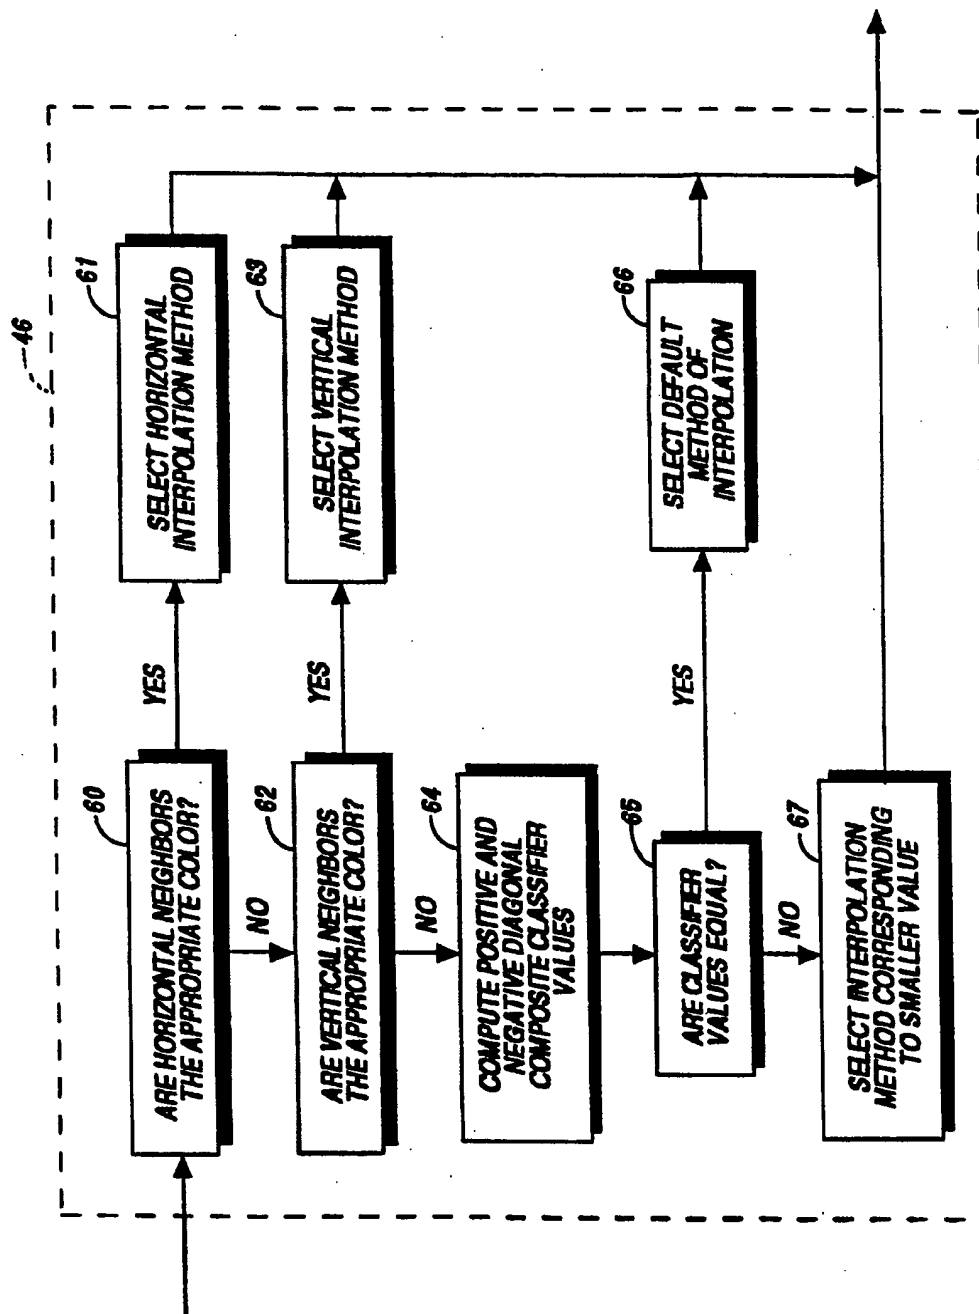 46
60
ARE HORIZONTAL NEIGHBORS
THE APPROPRIATE COLOR?
YES
61
SELECT HORIZONTAL
INTERPOLATION METHOD
NO
62
ARE VERTICAL NEIGHBORS
THE APPROPRIATE COLOR?
YES
63
SELECT VERTICAL
INTERPOLATION METHOD
NO
64
COMPUTE POSITIVE AND
NEGATIVE DIAGONAL
COMPOSITE CLASSIFIER
VALUES
65
ARE CLASSIFIER
VALUES EQUAL?
YES
66
SELECT DEFAULT
METHOD OF
INTERPOLATION
NO
67
SELECT INTERPOLATION
METHOD CORRESPONDING
TO SMALLER VALUE